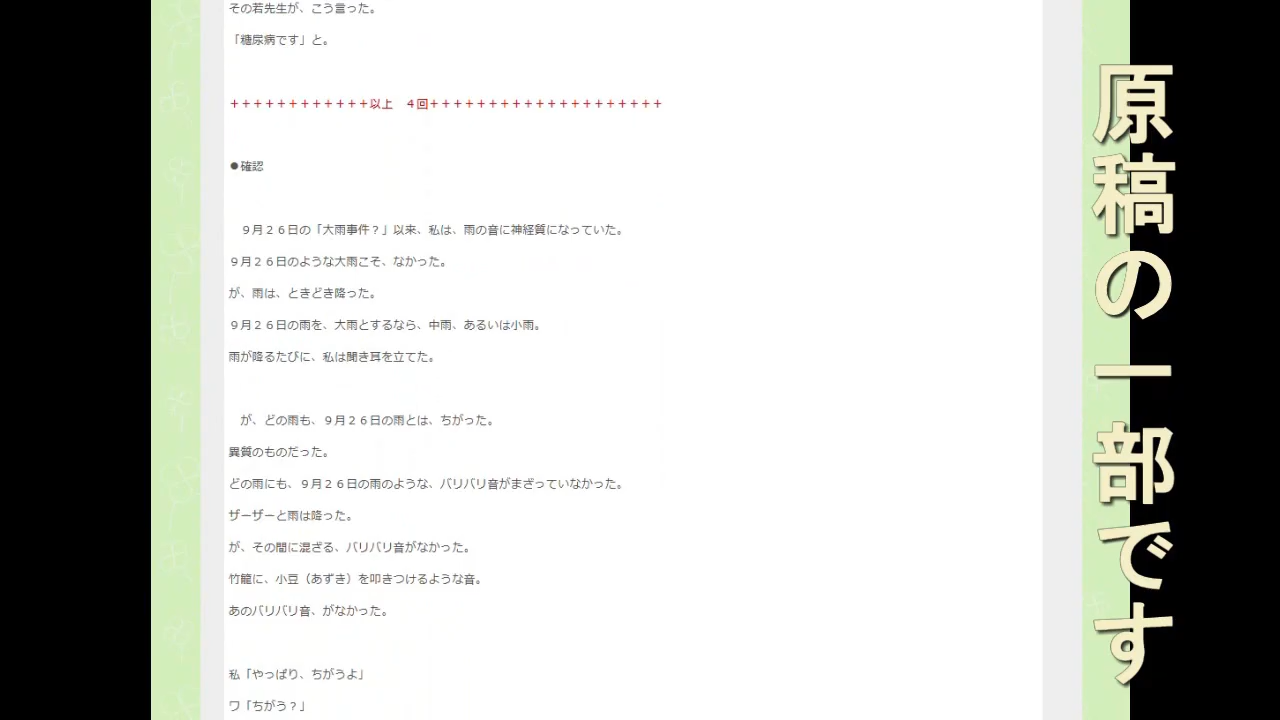 その若先生が、こう言った。
「糖尿病です」と。
++++++++++++以上　４回++++++++++++++++++++
●確認
　９月２６日の「大雨事件？」以来、私は、雨の音に神経質になっていた。
９月２６日のような大雨こそ、なかった。
が、雨は、ときどき降った。
９月２６日の雨を、大雨とするなら、中雨、あるいは小雨。
雨が降るたびに、私は聞き耳を立てた。
　が、どの雨も、９月２６日の雨とは、ちがった。
異質のものだった。
どの雨にも、９月２６日の雨のような、バリバリ音がまざっていなかった。
ザーザーと雨は降った。
が、その間に混ざる、バリバリ音がなかった。
竹籠に、小豆（あずき）を叩きつけるような音。
あのバリバリ音、がなかった。
私「やっぱり、ちがうよ」
ワ「ちがう？」
原稿の一部です